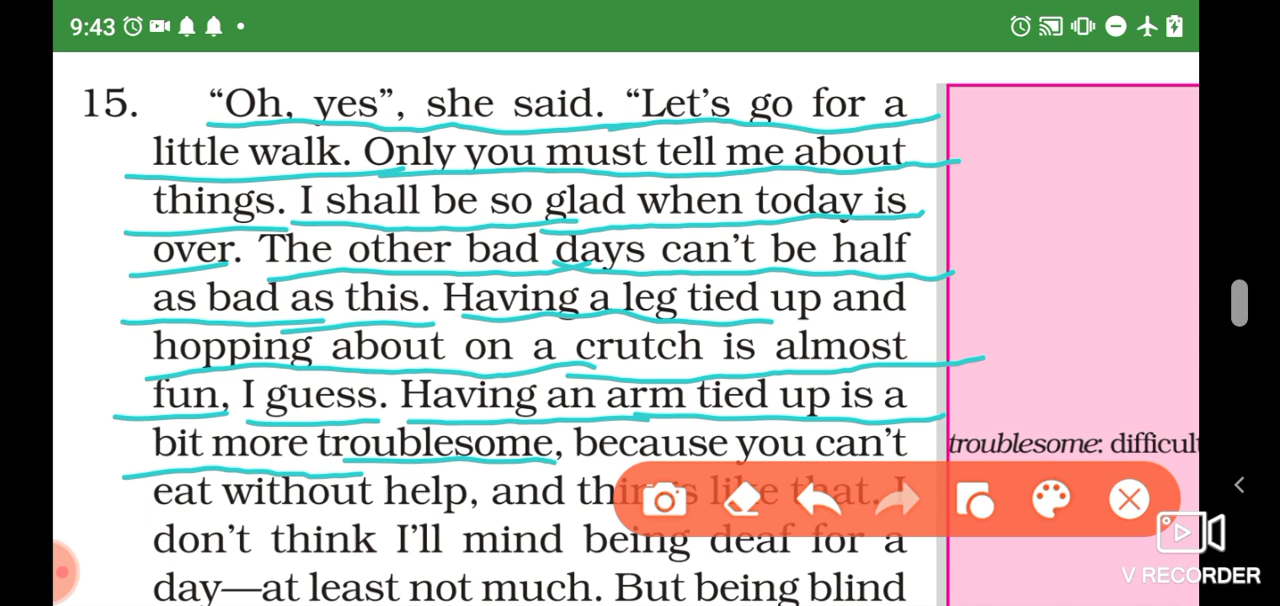 9:43
15. “Oh, yes”, she said. “Let’s go for a
little walk. Only you must tell me about
things. I shall be so glad when today is
over. The other bad days can’t be half
as bad as this. Having a leg tied up and
hopping about on a crutch is almost
fun, I guess. Having an arm tied up is a
bit more troublesome, because you can’t
troublesome: difficult
eat without help, and things like that. I
don’t think I’ll mind being deaf for a
day—at least not much. But being blind
V RECORDER